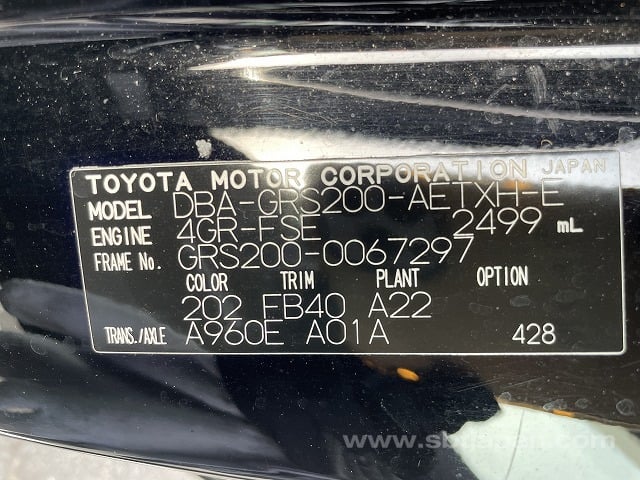 TOYOTA MOTOR CORPORATION JAPAN
MODEL DBA-GRS200-AETXH-E
ENGINE 4GR-FSE 2499 mL
FRAME No. GRS200-0067297
COLOR TRIM PLANT OPTION
202 FB40 A22
TRANS./AXLE A960E A01A 428